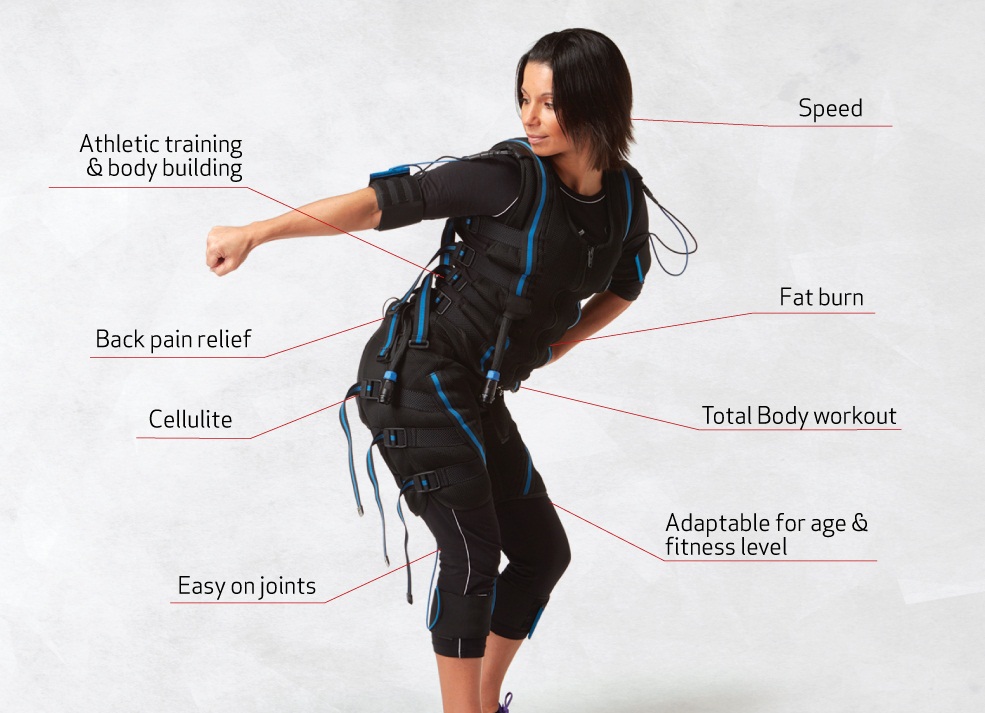 Speed
Athletic training
& body building
Fat burn
Back pain relief
Cellulite
Total Body workout
Adaptable for age &
fitness level
Easy on joints